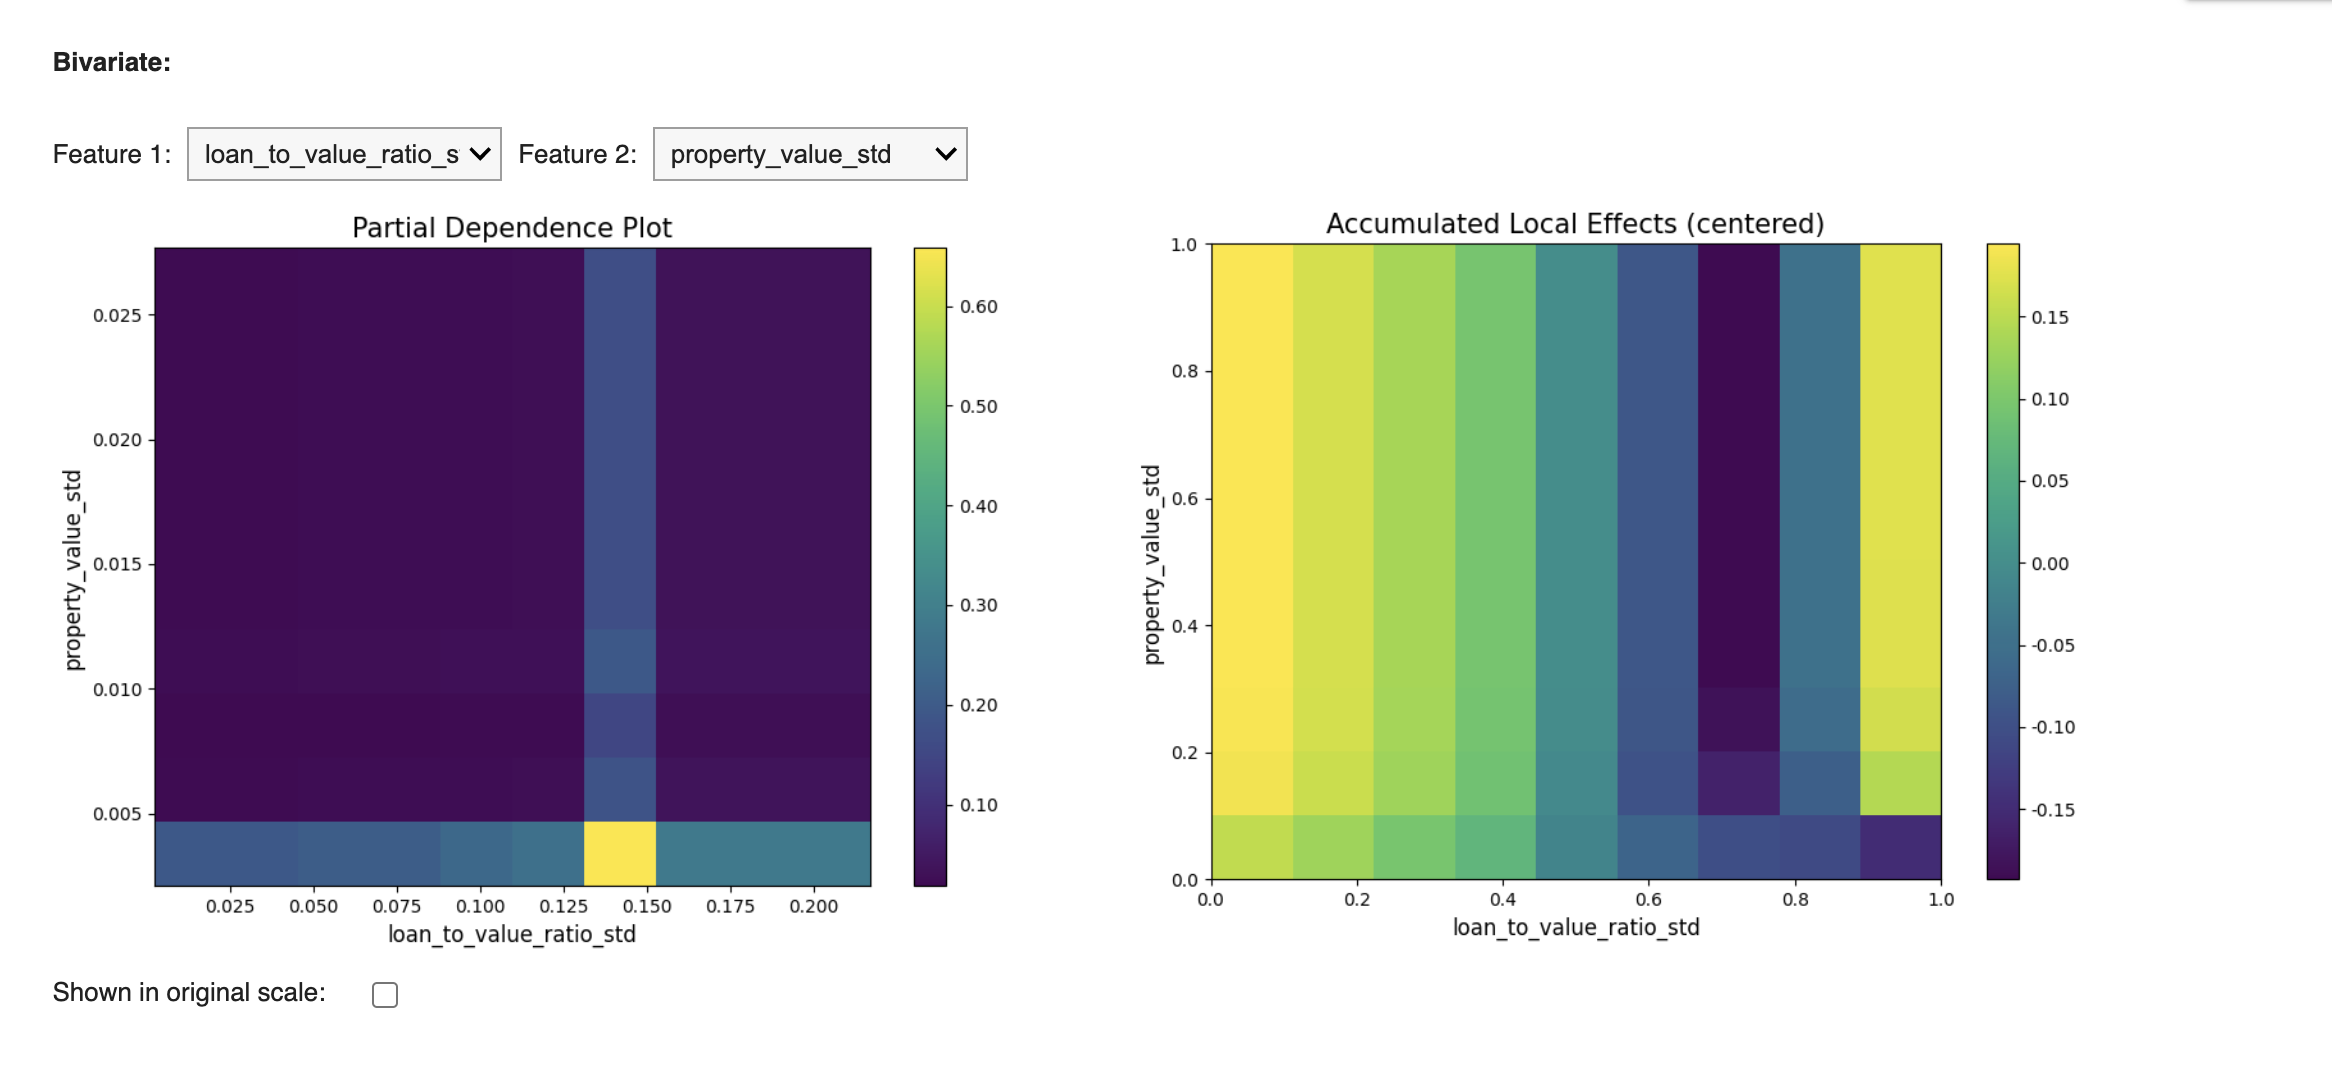 Bivariate:
Feature 1: loan_to_value_ratio_s Feature 2: property_value_std
Partial Dependence Plot
0.025
0.020
0.015
0.010
0.005
property_value_std
0.025 0.050 0.075 0.100 0.125 0.150 0.175 0.200
loan_to_value_ratio_std
0.60
0.50
0.40
0.30
0.20
0.10
Accumulated Local Effects (centered)
1.0
0.8
0.6
0.4
0.2
0.0
property_value_std
0.0 0.2 0.4 0.6 0.8 1.0
loan_to_value_ratio_std
0.15
0.10
0.05
0.00
-0.05
-0.10
-0.15
Shown in original scale: